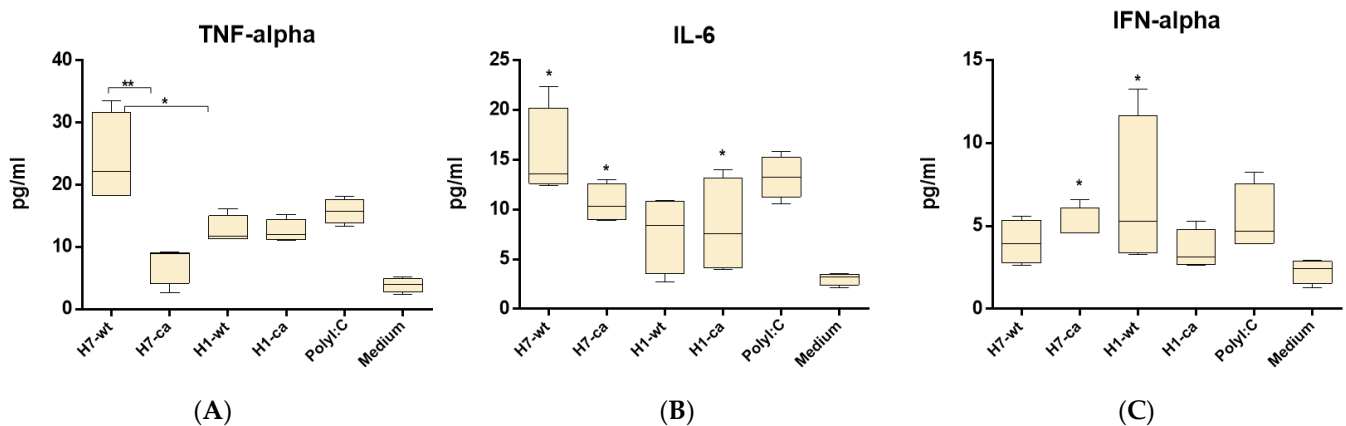 TNF-alpha
pg/ml
40
30
20
10
0
**
*
H7-wt
H7-ca
H1-wt
H1-ca
PolyI:C
Medium
(A)
IL-6
pg/ml
25
20
15
10
5
0
*
*
*
H7-wt
H7-ca
H1-wt
H1-ca
PolyI:C
Medium
(B)
IFN-alpha
pg/ml
15
10
5
0
*
*
H7-wt
H7-ca
H1-wt
H1-ca
PolyI:C
Medium
(C)